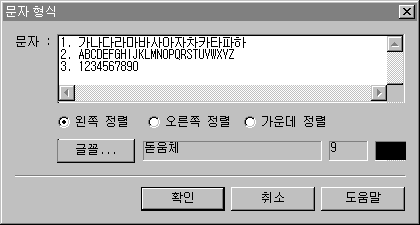 문자 형식
문자 :
1. 가나다라마바사아자차카타파하
2. ABCDEFGHIJKLMNOPQRSTUVWXYZ
3. 1234567890
왼쪽 정렬 오른쪽 정렬 가운데 정렬
글꼴... 돋움체 9
확인 취소 도움말